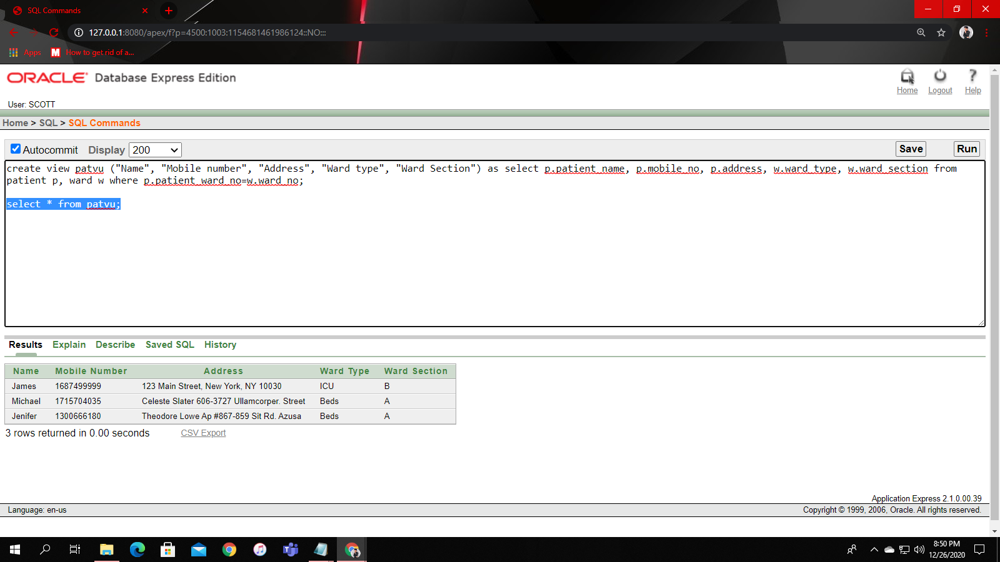 SQL Commands
127.0.0.1:8080/apex/f?p=4500:1003:1154681461986124::NO:::
Apps How to get rid of a...
ORACLE Database Express Edition
Home Logout Help
User: SCOTT
Home > SQL > SQL Commands
Autocommit Display 200 Save Run
create view patvu ("Name", "Mobile number", "Address", "Ward type", "Ward Section") as select p.patient_name, p.mobile_no, p.address, w.ward_type, w.ward_section from
patient p, ward w where p.patient_ward_no=w.ward_no;
select * from patvu;
Results Explain Describe Saved SQL History
Name Mobile Number Address Ward Type Ward Section
James 1687499999 123 Main Street, New York, NY 10030 ICU B
Michael 1715704035 Celeste Slater 606-3727 Ullamcorper. Street Beds A
Jenifer 1300666180 Theodore Lowe Ap #867-859 Sit Rd. Azusa Beds A
3 rows returned in 0.00 seconds CSV Export
Application Express 2.1.0.00.39
Language: en-us Copyright © 1999, 2006, Oracle. All rights reserved.
8:50 PM
12/26/2020